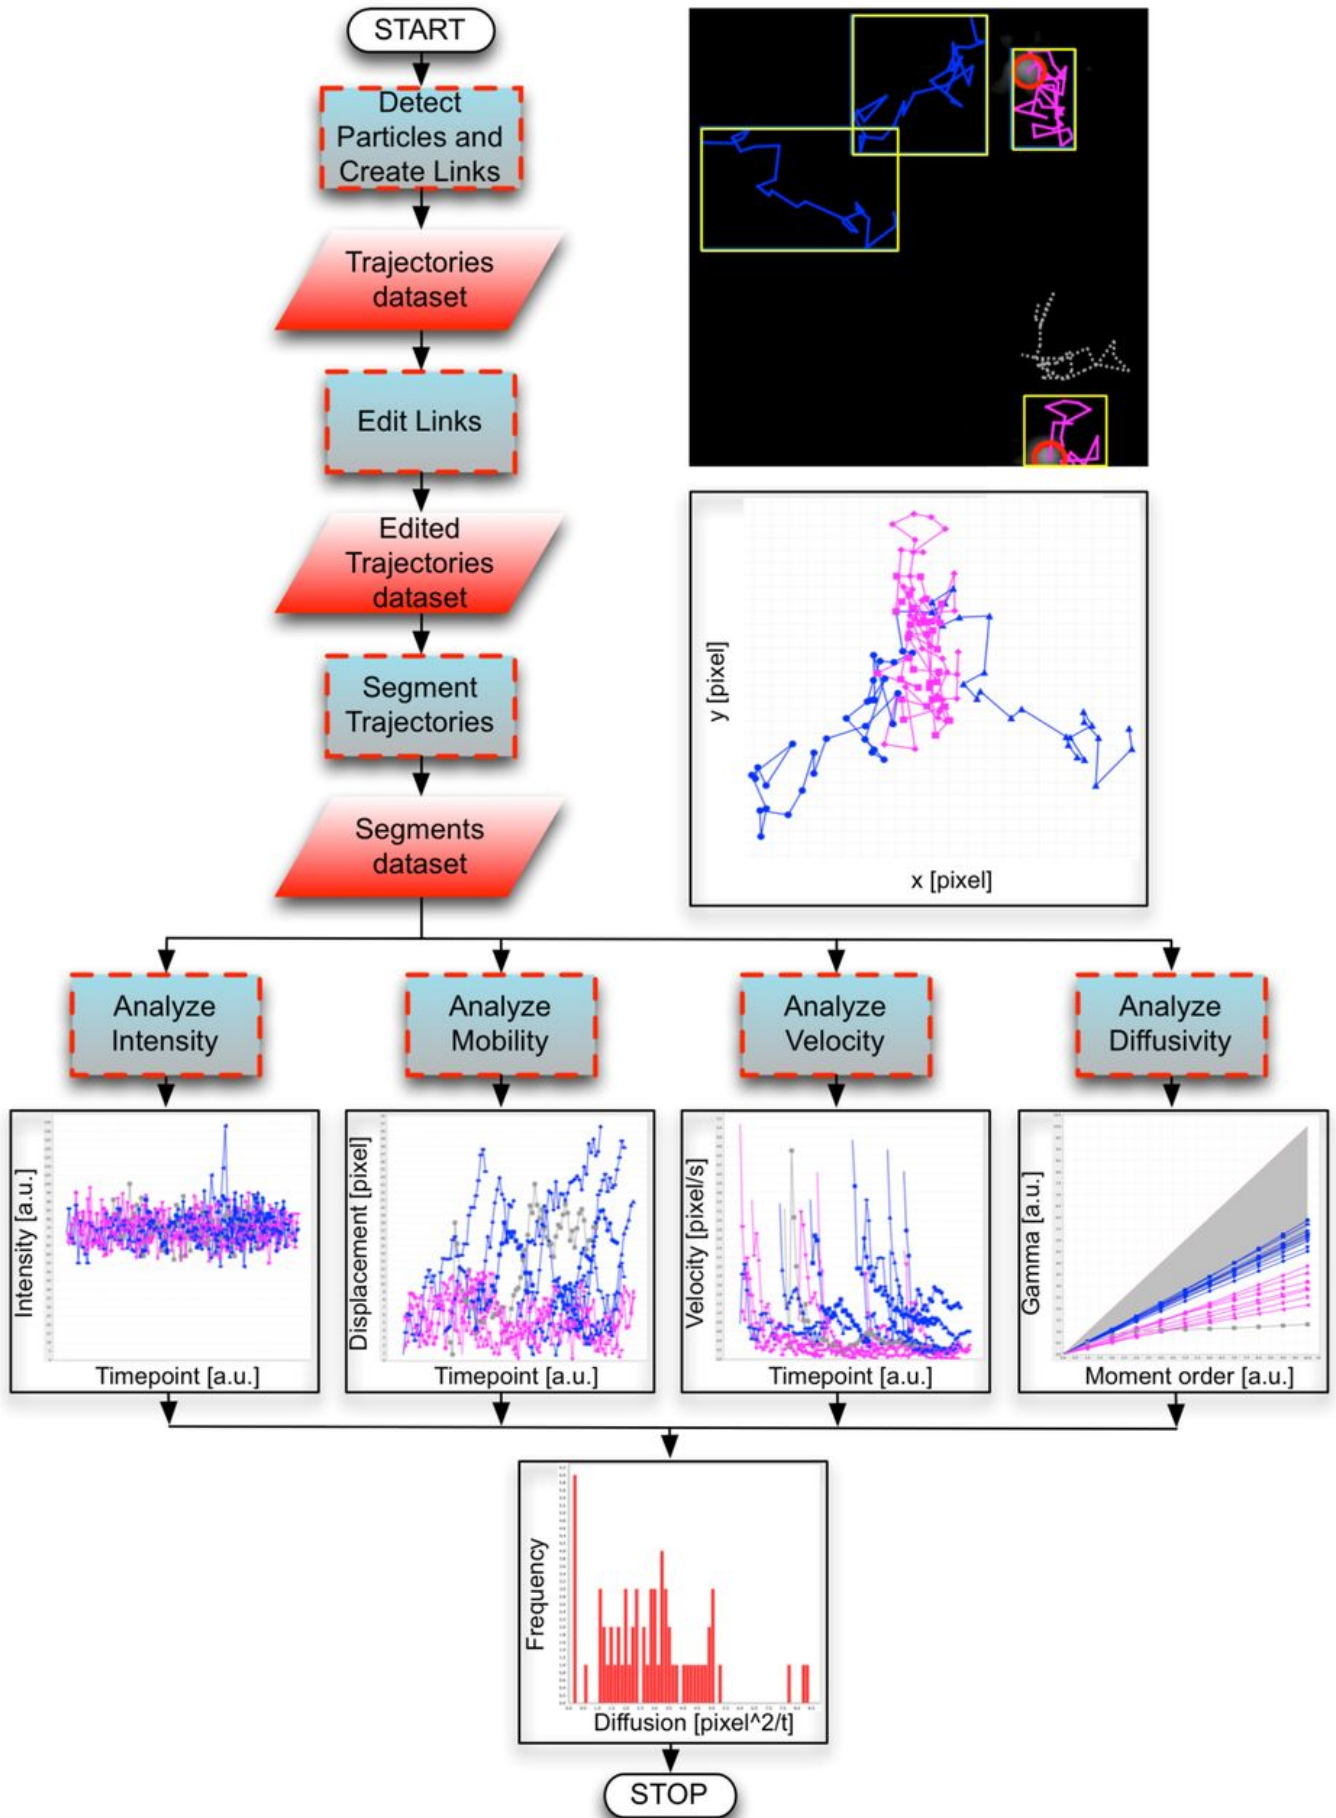 START
Detect
Particles and
Create Links
Trajectories
dataset
Edit Links
Edited
Trajectories
dataset
Segment
Trajectories
Segments
dataset
y [pixel]
x [pixel]
Analyze
Intensity
Analyze
Mobility
Analyze
Velocity
Analyze
Diffusivity
Intensity [a.u.]
Timepoint [a.u.]
Displacement [pixel]
Timepoint [a.u.]
Velocity [pixel/s]
Timepoint [a.u.]
Gamma [a.u.]
Moment order [a.u.]
Frequency
Diffusion [pixel^2/t]
STOP